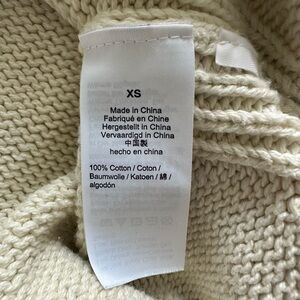 XS
Made in China
Fabriqué en Chine
Hergestellt in China
Vervaardigd in China
中国製
hecho en china
100% Cotton / Coton /
Baumwolle / Katoen / 綿 /
algodón